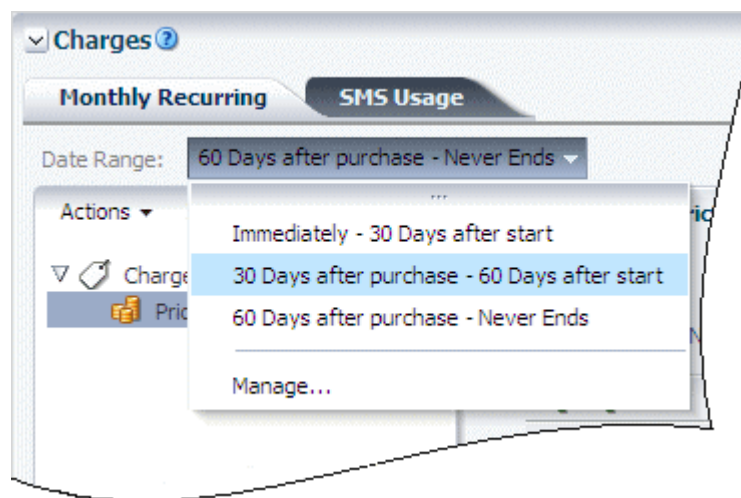 Charges
Monthly Recurring
SMS Usage
Date Range: 60 Days after purchase - Never Ends
Actions
Immediately - 30 Days after start
30 Days after purchase - 60 Days after start
60 Days after purchase - Never Ends
Manage...